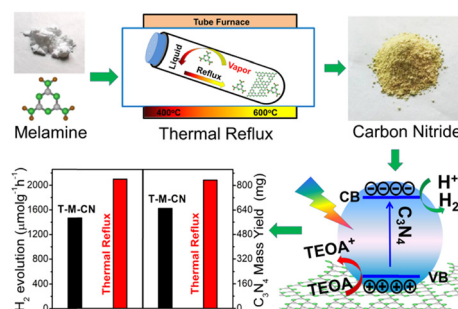 Tube Furnace
Liquid
Reflux
Vapor
400°C
600°C
Melamine
Thermal Reflux
Carbon Nitride
H2 evolution (μmolg-1h-1)
2000
1600
1200
800
400
0
T-M-CN
Thermal Reflux
T-M-CN
Thermal Reflux
800
640
480
320
160
0
C3N4 Mass Yield (mg)
CB
C3N4
H+
H2
TEOA+
TEOA
VB